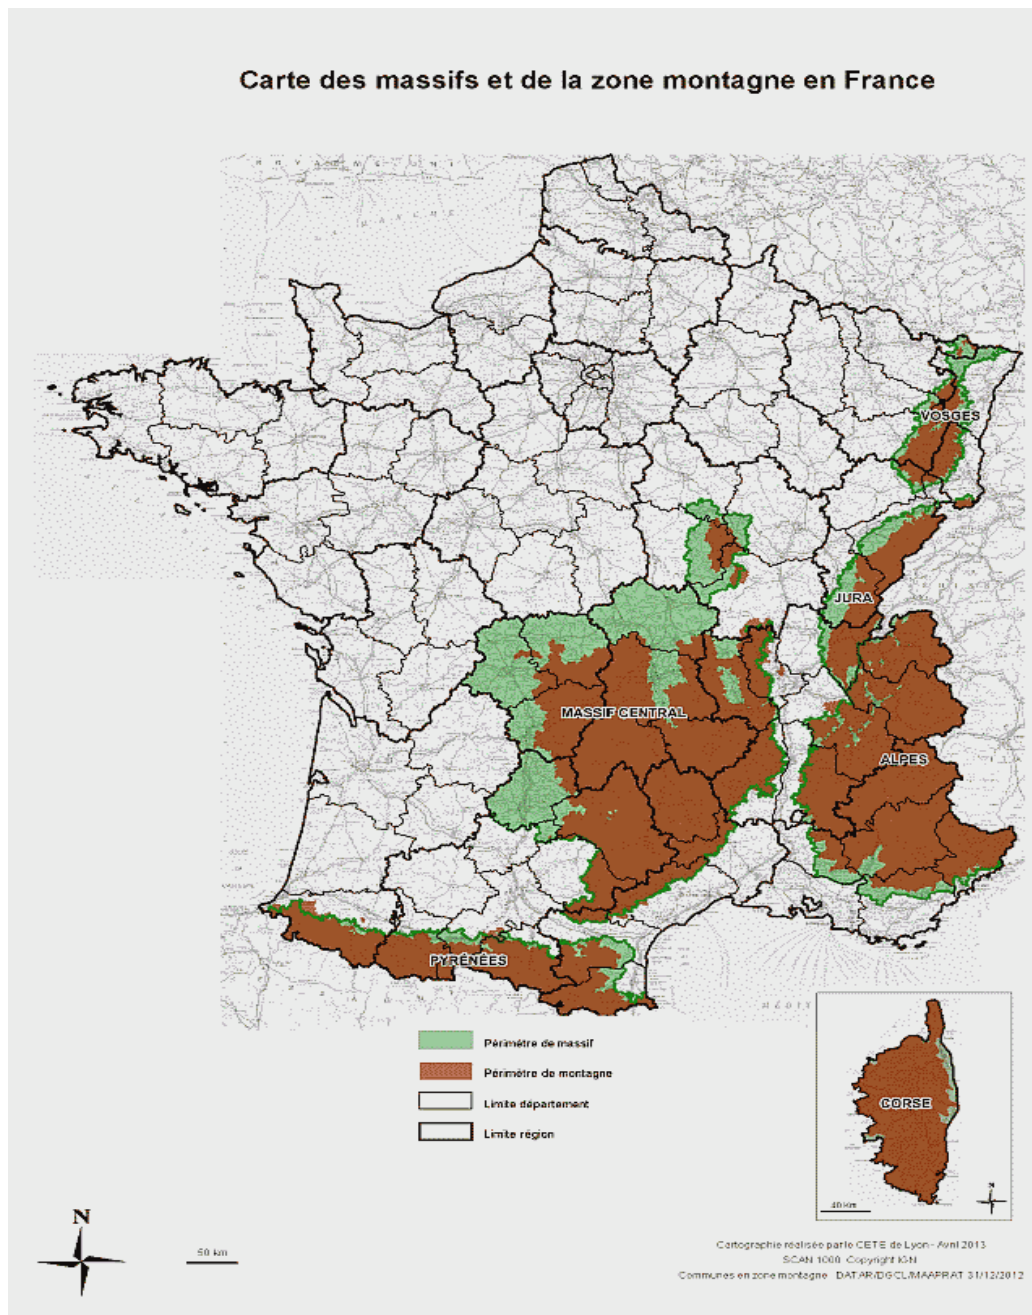 Carte des massifs et de la zone montagne en France
VOSGES
JURA
MASSIF CENTRAL
ALPES
PYRÉNÉES
Périmètre de massif
Périmètre de montagne
Limite département
Limite région
CORSE
N
40 km
N
50 km
Cartographie réalisée par le CETE de Lyon - Avril 2013
SCAN 1000 Copyright IGN
Communes en zone montagne DATAR/DGCL/MAAPRAT 31/12/2012